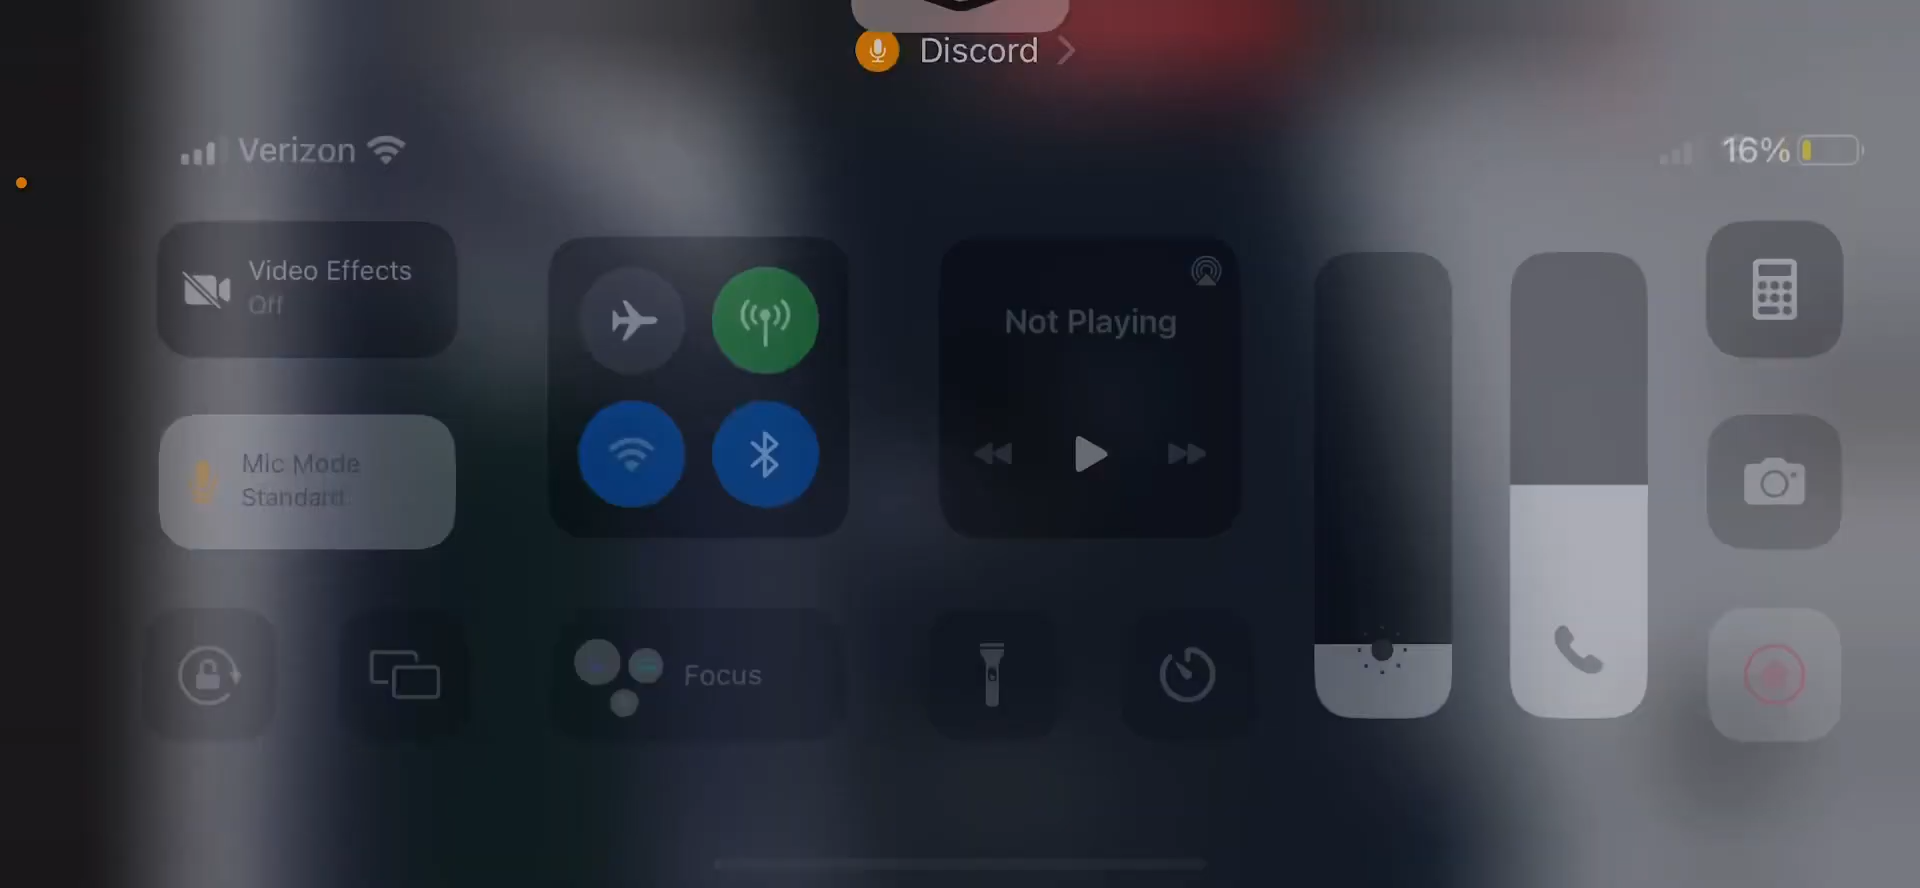 Discord
Verizon
16%
Video Effects
Off
Not Playing
Mic Mode
Standard
Focus